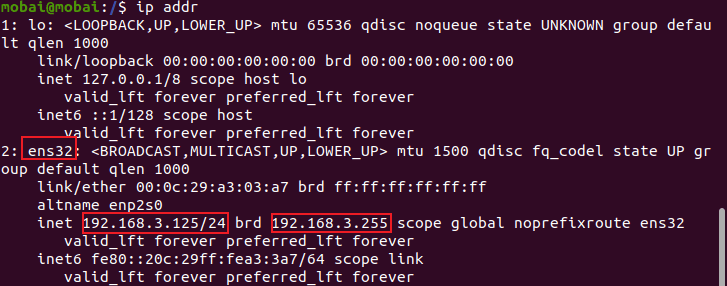 mobai@mobai:/$ ip addr
1: lo: <LOOPBACK,UP,LOWER_UP> mtu 65536 qdisc noqueue state UNKNOWN group defau
lt qlen 1000
link/loopback 00:00:00:00:00:00 brd 00:00:00:00:00:00
inet 127.0.0.1/8 scope host lo
valid_lft forever preferred_lft forever
inet6 ::1/128 scope host
valid_lft forever preferred_lft forever
2: ens32: <BROADCAST,MULTICAST,UP,LOWER_UP> mtu 1500 qdisc fq_codel state UP gr
oup default qlen 1000
link/ether 00:0c:29:a3:03:a7 brd ff:ff:ff:ff:ff:ff
altname enp2s0
inet 192.168.3.125/24 brd 192.168.3.255 scope global noprefixroute ens32
valid_lft forever preferred_lft forever
inet6 fe80::20c:29ff:fea3:3a7/64 scope link
valid_lft forever preferred_lft forever